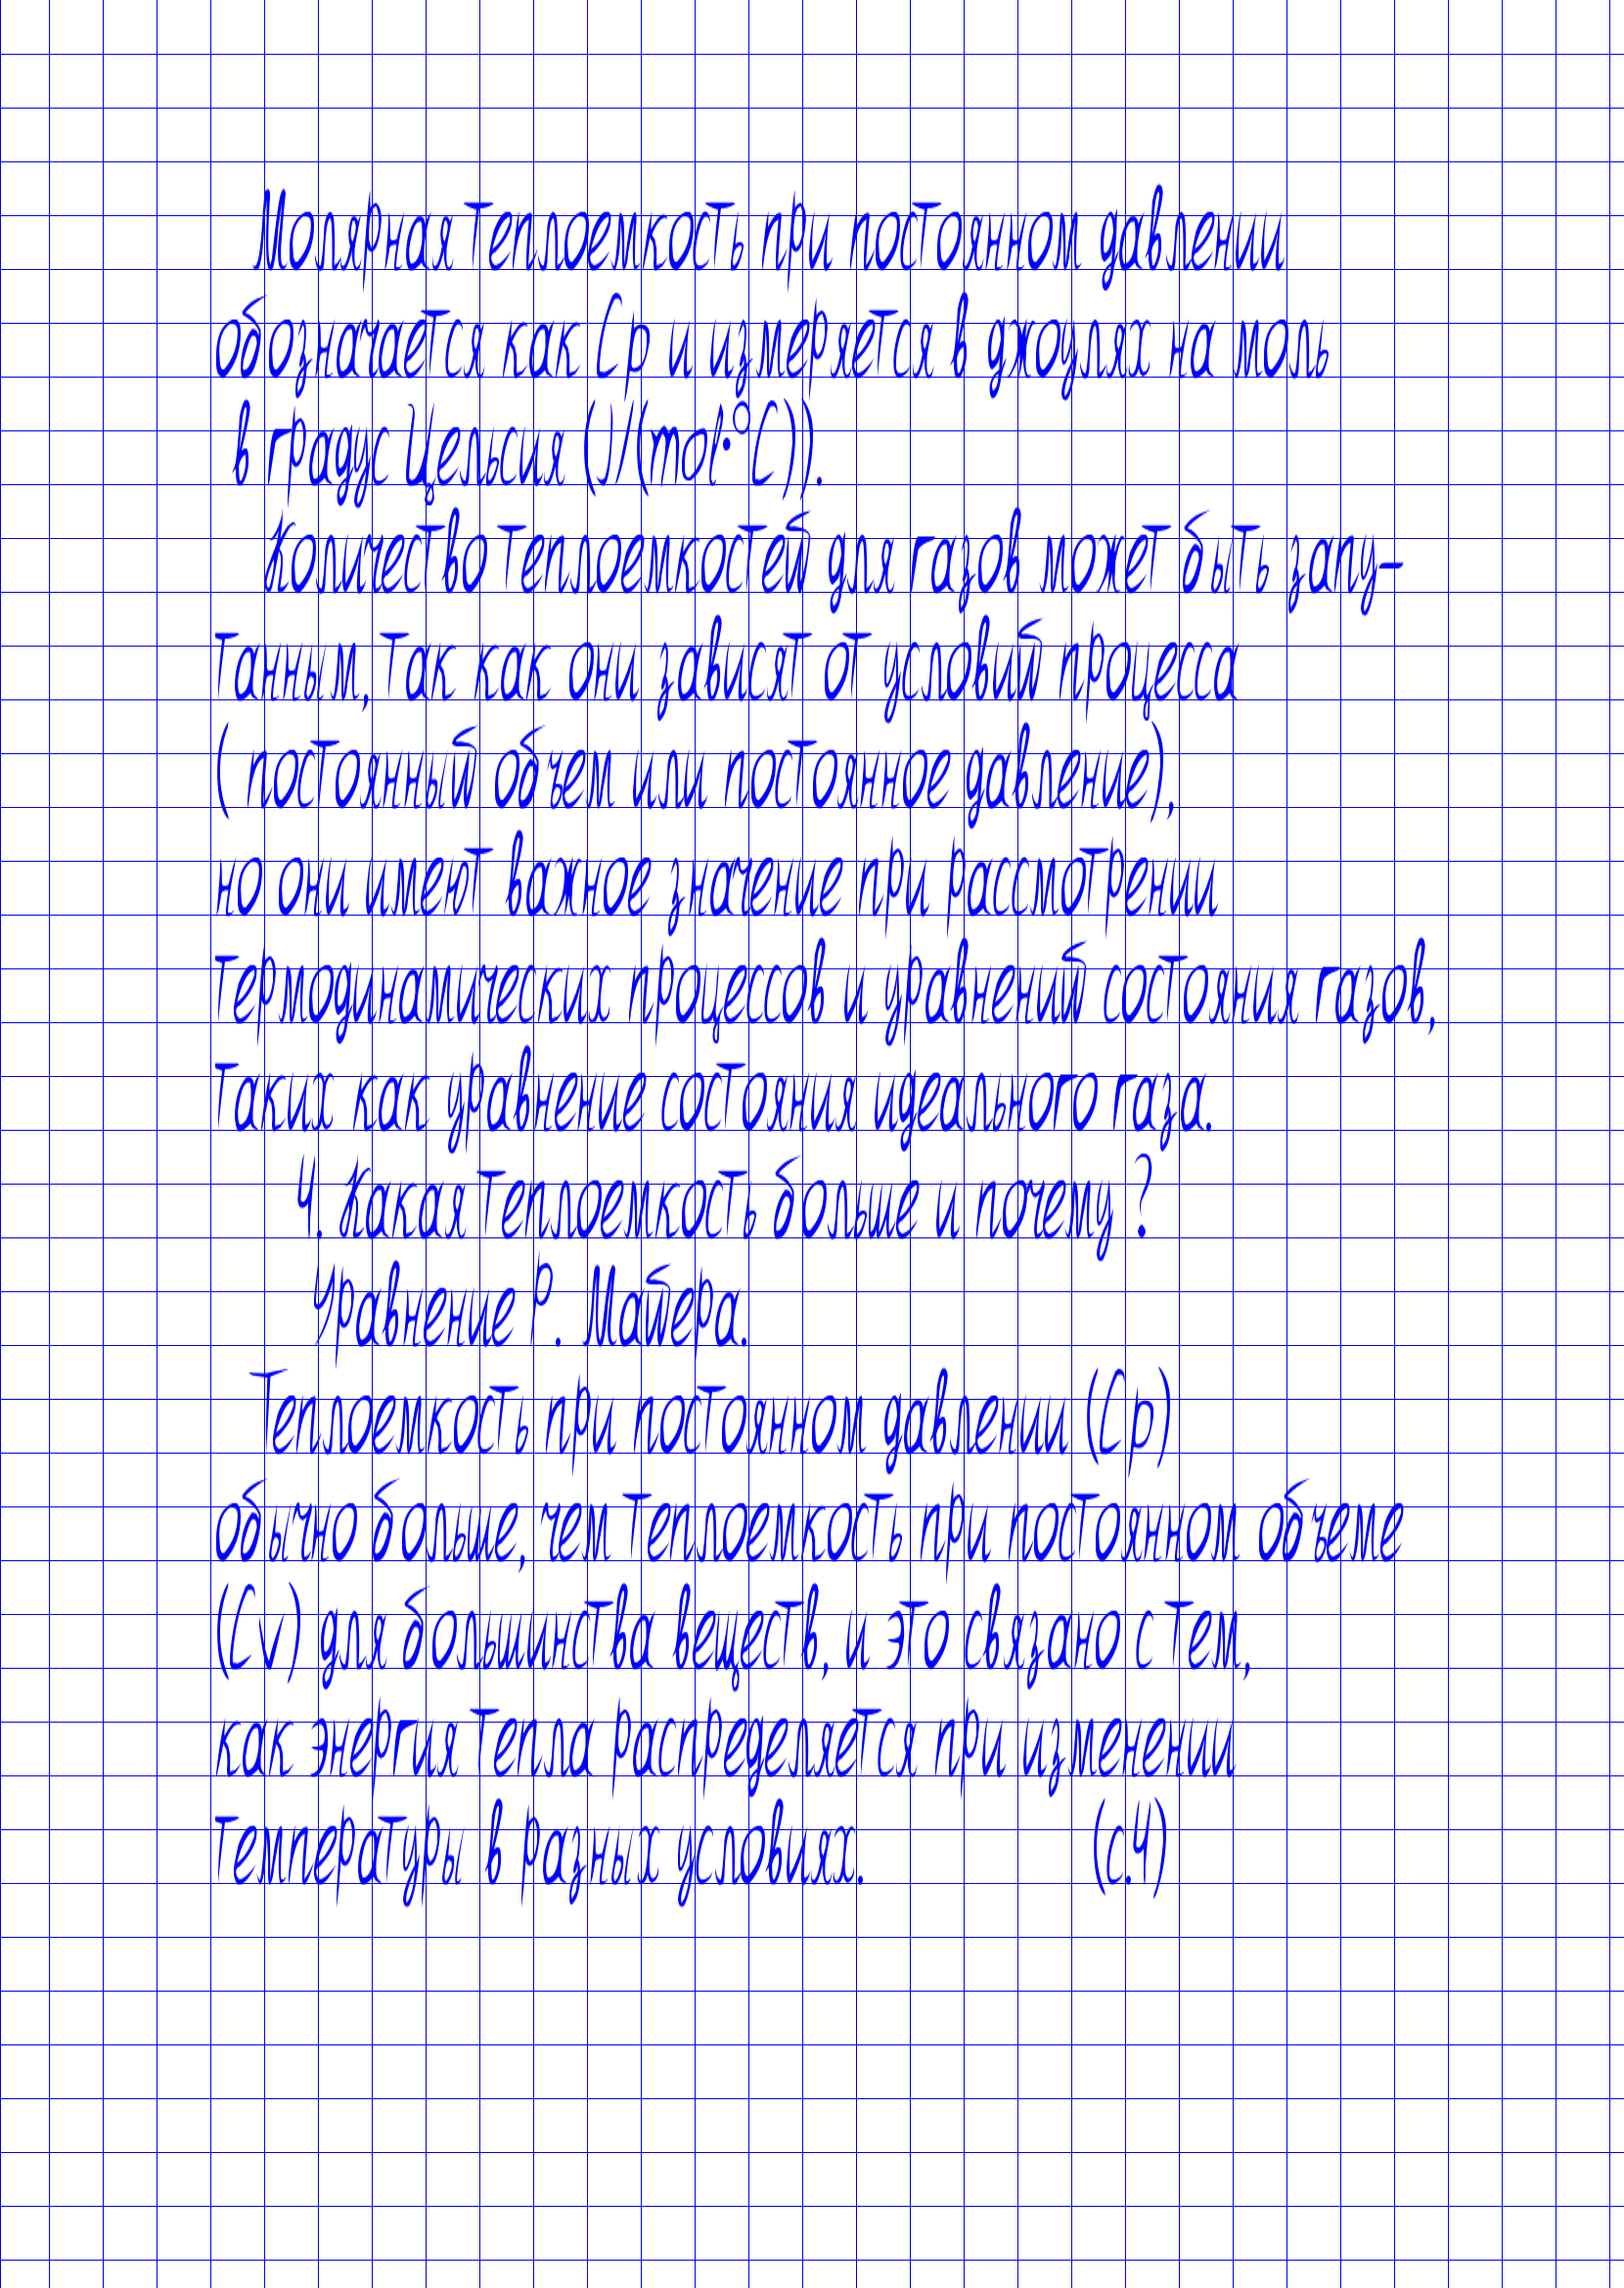 Молярная теплоемкость при постоянном давлении
обозначается как Cp и измеряется в джоулях на моль
в градус Цельсия (J/(mol·°C)).
Количество теплоемкостей для газов может быть запу-
танным, так как они зависят от условий процесса
( постоянный объем или постоянное давление),
но они имеют важное значение при рассмотрении
термодинамических процессов и уравнений состояния газов,
таких как уравнение состояния идеального газа.
4. Какая теплоемкость больше и почему ?
Уравнение Р. Майера.
Теплоемкость при постоянном давлении (Cp)
обычно больше, чем теплоемкость при постоянном объеме
(Cv) для большинства веществ, и это связано с тем,
как энергия тепла распределяется при изменении
температуры в разных условиях. (с.4)